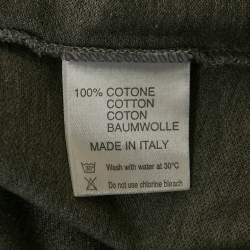 100% COTONE
COTTON
COTON
BAUMWOLLE
MADE IN ITALY
Wash with water at 30°C
Do not use chlorine bleach